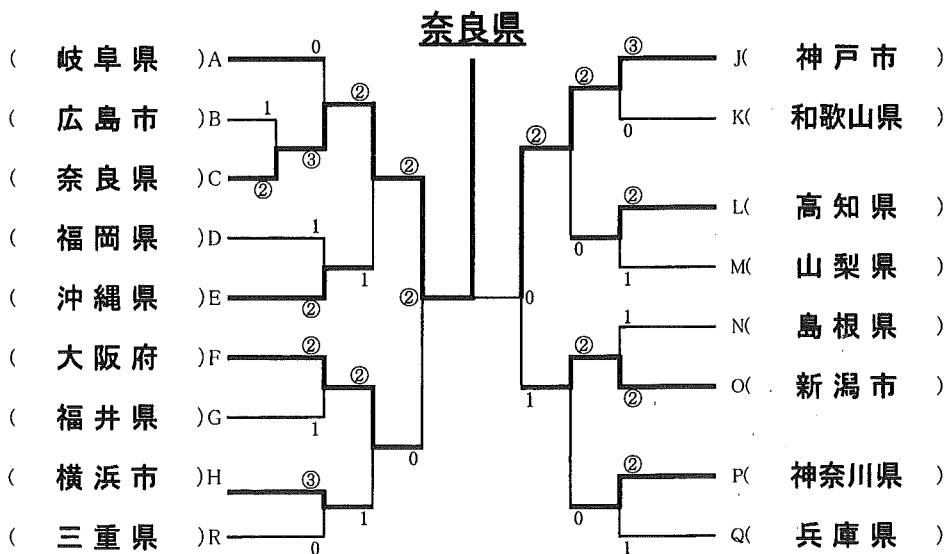 奈良県
( 岐阜県 )A
( 広島市 )B
( 奈良県 )C
( 福岡県 )D
( 沖縄県 )E
( 大阪府 )F
( 福井県 )G
( 横浜市 )H
( 三重県 )R
0
1
②
③
②
1
②
1
②
②
1
②
③
0
1
0
②
0
②
②
③
0
②
1
0
1
1
②
②
②
1
0
J( 神戸市 )
K( 和歌山県 )
L( 高知県 )
M( 山梨県 )
N( 島根県 )
O( 新潟市 )
P( 神奈川県 )
Q( 兵庫県 )